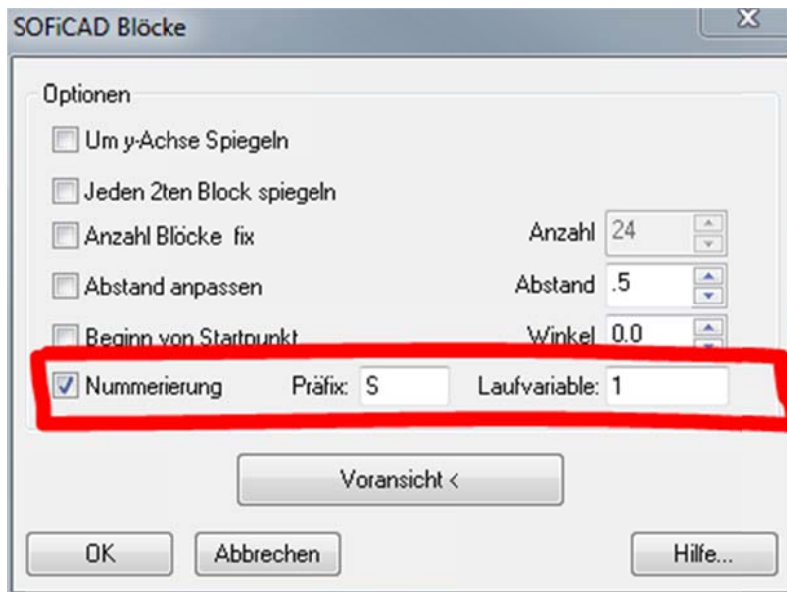 SOFiCAD Blöcke
Optionen
Um y-Achse Spiegeln
Jeden 2ten Block spiegeln
Anzahl Blöcke fix Anzahl 24
Abstand anpassen Abstand .5
Beginn von Startpunkt Winkel 0.0
Nummerierung Präfix: S Laufvariable: 1
Voransicht <
OK Abbrechen Hilfe...